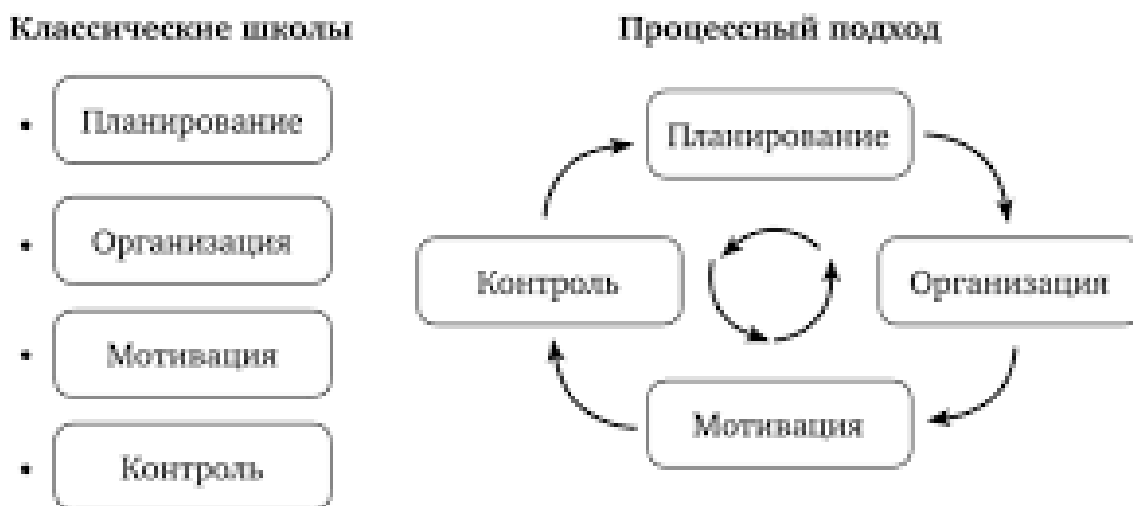 Классические школы
Планирование
Организация
Мотивация
Контроль
Процессный подход
Планирование
Организация
Мотивация
Контроль